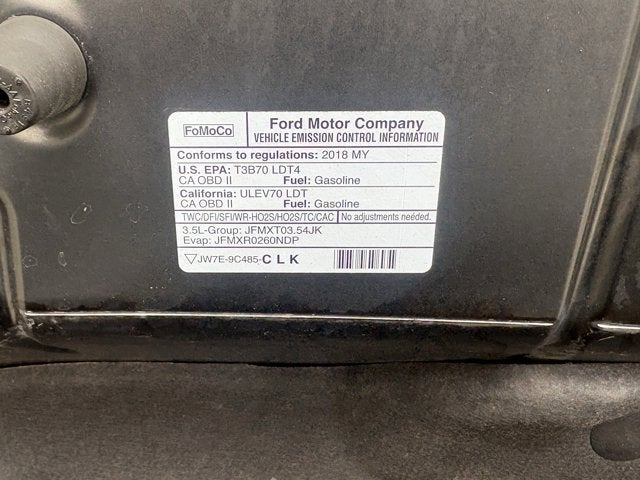 FoMoCo
Ford Motor Company
VEHICLE EMISSION CONTROL INFORMATION
Conforms to regulations: 2018 MY
U.S. EPA: T3B70 LDT4
CA OBD II Fuel: Gasoline
California: ULEV70 LDT
CA OBD II Fuel: Gasoline
TWC/DFI/SFI/WR-HO2S/HO2S/TC/CAC No adjustments needed.
3.5L-Group: JFMXT03.54JK
Evap: JFMXR0260NDP
JW7E-9C485-C L K